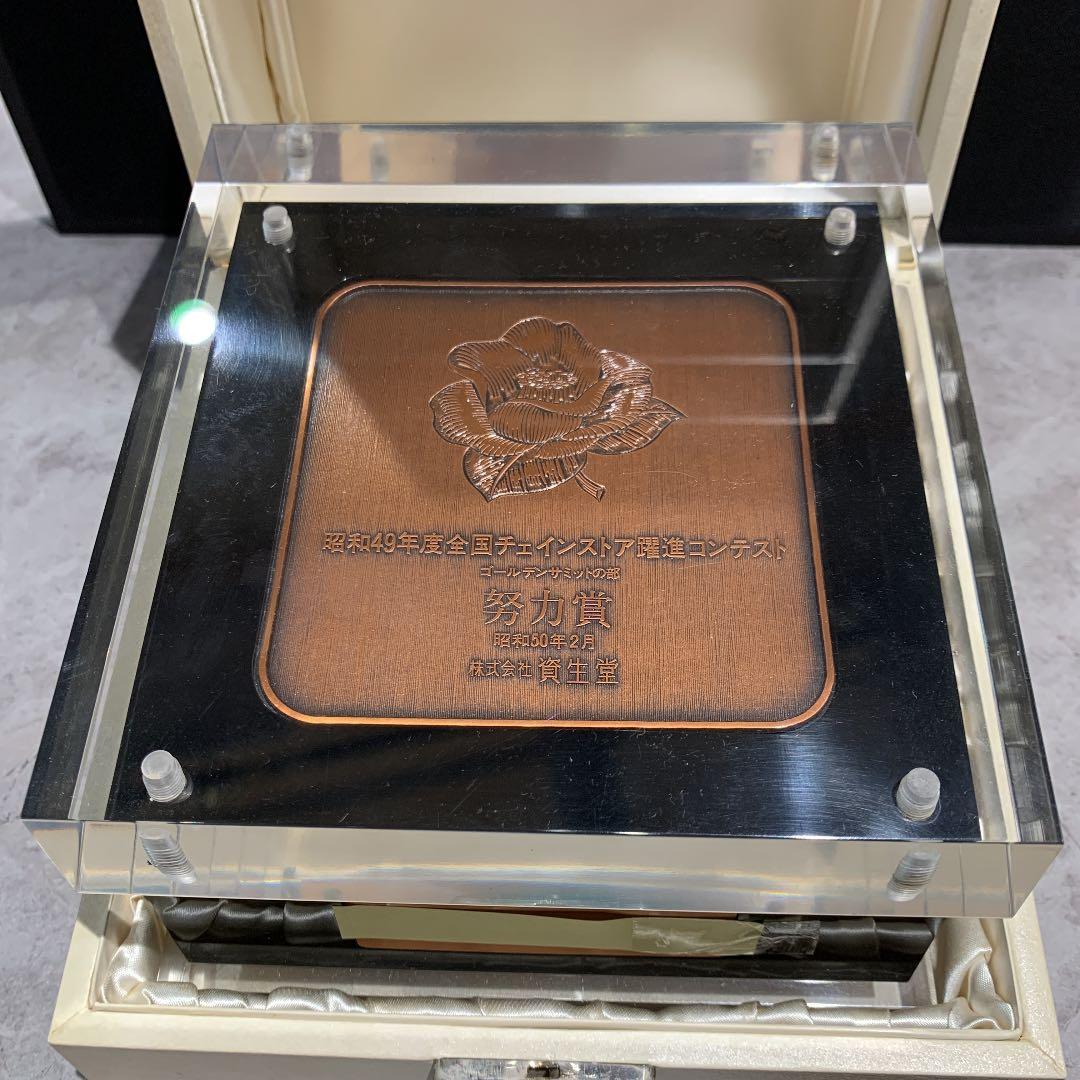 昭和49年度全国チェインストア躍進コンテスト
ゴールデンサミットの部
努力賞
昭和50年2月
株式会社 資生堂